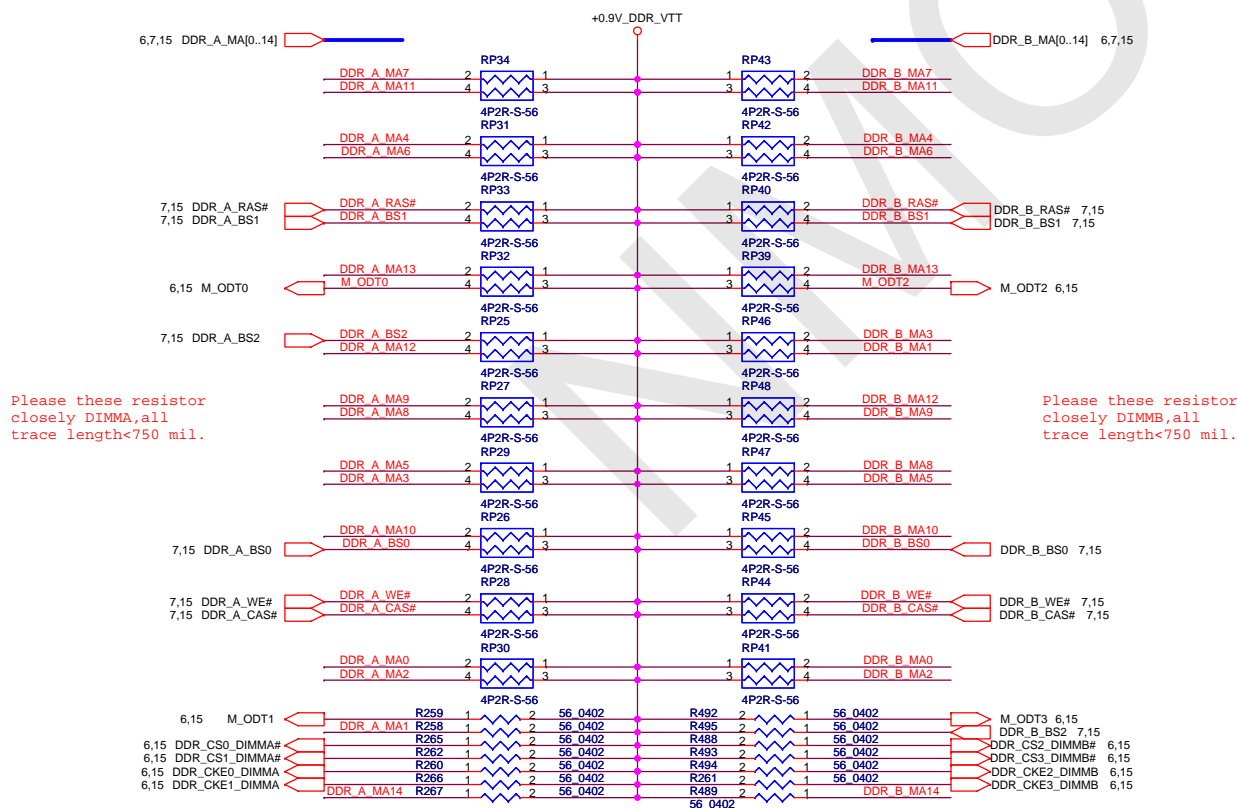 +0.9V_DDR_VTT
6,7,15 DDR_A_MA[0..14] DDR_B_MA[0..14] 6,7,15
RP34 RP43
DDR_A_MA7 2 1 1 2 DDR_B_MA7
DDR_A_MA11 4 3 3 4 DDR_B_MA11
4P2R-S-56 4P2R-S-56
RP31 RP42
DDR_A_MA4 2 1 1 2 DDR_B_MA4
DDR_A_MA6 4 3 3 4 DDR_B_MA6
4P2R-S-56 4P2R-S-56
RP33 RP40
7,15 DDR_A_RAS# DDR_A_RAS# 2 1 1 2 DDR_B_RAS# DDR_B_RAS# 7,15
7,15 DDR_A_BS1 DDR_A_BS1 4 3 3 4 DDR_B_BS1 DDR_B_BS1 7,15
4P2R-S-56 4P2R-S-56
RP32 RP39
DDR_A_MA13 2 1 1 2 DDR_B_MA13
6,15 M_ODT0 M_ODT0 4 3 3 4 M_ODT2 M_ODT2 6,15
4P2R-S-56 4P2R-S-56
RP25 RP46
7,15 DDR_A_BS2 DDR_A_BS2 2 1 1 2 DDR_B_MA3
DDR_A_MA12 4 3 3 4 DDR_B_MA1
4P2R-S-56 4P2R-S-56
RP27 RP48
DDR_A_MA9 2 1 1 2 DDR_B_MA12
DDR_A_MA8 4 3 3 4 DDR_B_MA9
4P2R-S-56 4P2R-S-56
Please these resistor
closely DIMMA,all
trace length<750 mil.
Please these resistor
closely DIMMB,all
trace length<750 mil.
RP29 RP47
DDR_A_MA5 2 1 1 2 DDR_B_MA8
DDR_A_MA3 4 3 3 4 DDR_B_MA5
4P2R-S-56 4P2R-S-56
RP26 RP45
DDR_A_MA10 2 1 1 2 DDR_B_MA10
7,15 DDR_A_BS0 DDR_A_BS0 4 3 3 4 DDR_B_BS0 DDR_B_BS0 7,15
4P2R-S-56 4P2R-S-56
RP28 RP44
7,15 DDR_A_WE# DDR_A_WE# 2 1 1 2 DDR_B_WE# DDR_B_WE# 7,15
7,15 DDR_A_CAS# DDR_A_CAS# 4 3 3 4 DDR_B_CAS# DDR_B_CAS# 7,15
4P2R-S-56 4P2R-S-56
RP30 RP41
DDR_A_MA0 2 1 1 2 DDR_B_MA0
DDR_A_MA2 4 3 3 4 DDR_B_MA2
4P2R-S-56 4P2R-S-56
6,15 M_ODT1 R259 1 2 56_0402 R492 2 1 56_0402 M_ODT3 6,15
DDR_A_MA1 R258 1 2 56_0402 R495 2 1 56_0402 DDR_B_BS2 7,15
6,15 DDR_CS0_DIMMA# R265 1 2 56_0402 R488 2 1 56_0402 DDR_CS2_DIMMB# 6,15
6,15 DDR_CS1_DIMMA# R262 1 2 56_0402 R493 2 1 56_0402 DDR_CS3_DIMMB# 6,15
6,15 DDR_CKE0_DIMMA R260 1 2 56_0402 R494 2 1 56_0402 DDR_CKE2_DIMMB 6,15
6,15 DDR_CKE1_DIMMA R266 1 2 56_0402 R261 2 1 56_0402 DDR_CKE3_DIMMB 6,15
DDR_A_MA14 R267 1 2 56_0402 R489 2 1 DDR_B_MA14
56_0402